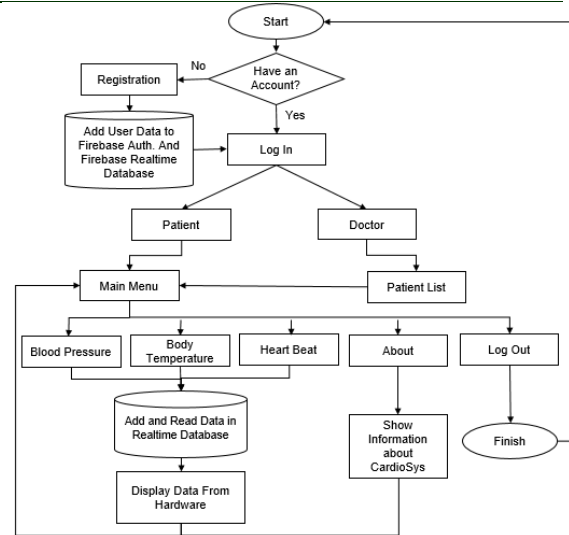 Start
Have an
Account?
No
Yes
Registration
Add User Data to
Firebase Auth. And
Firebase Realtime
Database
Log In
Patient
Doctor
Main Menu
Patient List
Blood Pressure
Body
Temperature
Heart Beat
About
Log Out
Add and Read Data in
Realtime Database
Show
Information
about
CardioSys
Finish
Display Data From
Hardware